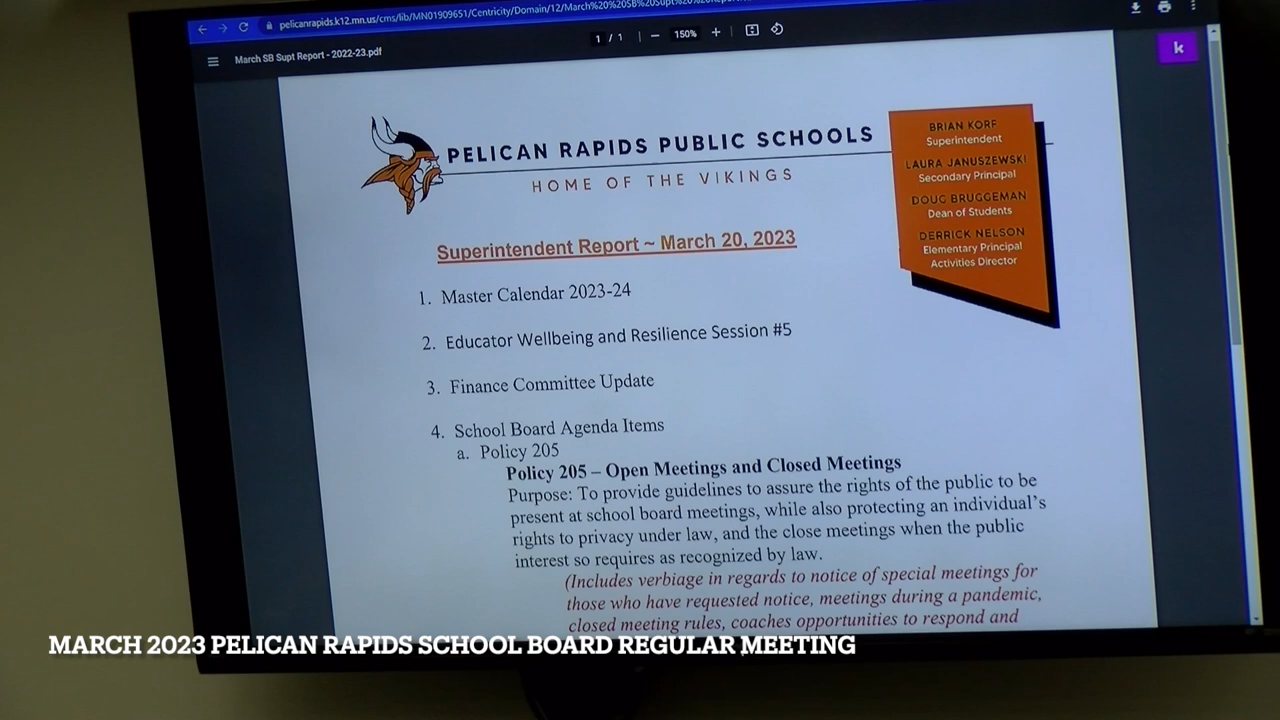 pelicanrapids.k12.mn.us/cms/lib/MN01909651/Centricity/Domain/12/March%20%20SB%20Supt%20%20
March SB Supt Report - 2022-23.pdf
1 / 1
150%
k
PELICAN RAPIDS PUBLIC SCHOOLS
HOME OF THE VIKINGS
BRIAN KORF
Superintendent
LAURA JANUSZEWSKI
Secondary Principal
DOUG BRUGGEMAN
Dean of Students
DERRICK NELSON
Elementary Principal
Activities Director
Superintendent Report ~ March 20, 2023
1. Master Calendar 2023-24
2. Educator Wellbeing and Resilience Session #5
3. Finance Committee Update
4. School Board Agenda Items
a. Policy 205
Policy 205 – Open Meetings and Closed Meetings
Purpose: To provide guidelines to assure the rights of the public to be
present at school board meetings, while also protecting an individual's
rights to privacy under law, and the close meetings when the public
interest so requires as recognized by law.
(Includes verbiage in regards to notice of special meetings for
those who have requested notice, meetings during a pandemic,
closed meeting rules, coaches opportunities to respond and
MARCH 2023 PELICAN RAPIDS SCHOOL BOARD REGULAR MEETING